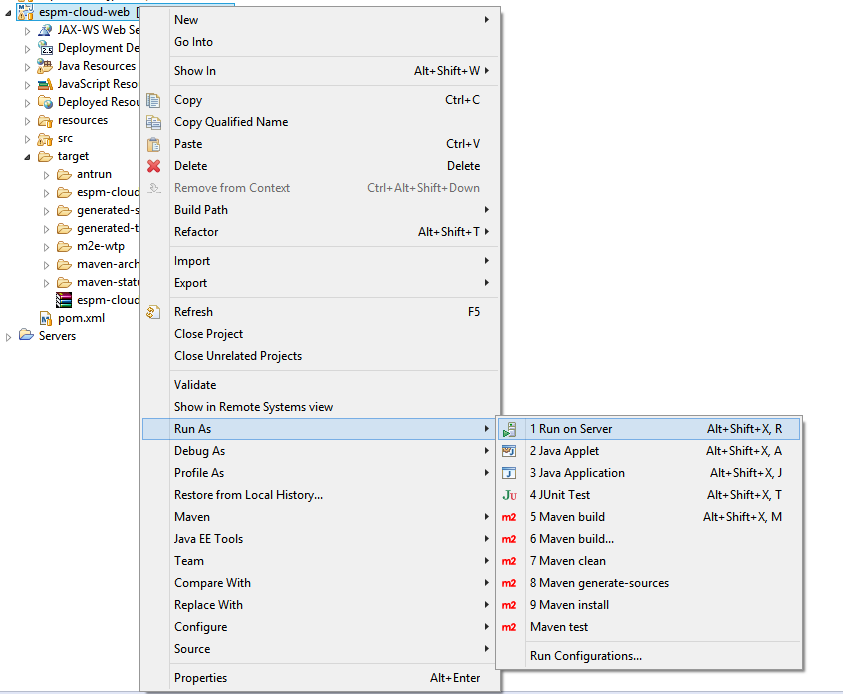 espm-cloud-web
JAX-WS Web Se
Deployment De
Java Resources
JavaScript Reso
Deployed Resou
resources
src
target
antrun
espm-cloud
generated-s
generated-t
m2e-wtp
maven-arch
maven-statu
espm-cloud
pom.xml
Servers
New
Go Into
Show In Alt+Shift+W
Copy Ctrl+C
Copy Qualified Name
Paste Ctrl+V
Delete Delete
Remove from Context Ctrl+Alt+Shift+Down
Build Path
Refactor Alt+Shift+T
Import
Export
Refresh F5
Close Project
Close Unrelated Projects
Validate
Show in Remote Systems view
Run As
Debug As
Profile As
Restore from Local History...
Maven
Java EE Tools
Team
Compare With
Replace With
Configure
Source
Properties Alt+Enter
1 Run on Server Alt+Shift+X, R
2 Java Applet Alt+Shift+X, A
3 Java Application Alt+Shift+X, J
Ju 4 JUnit Test Alt+Shift+X, T
m2 5 Maven build Alt+Shift+X, M
m2 6 Maven build...
m2 7 Maven clean
m2 8 Maven generate-sources
m2 9 Maven install
m2 Maven test
Run Configurations...